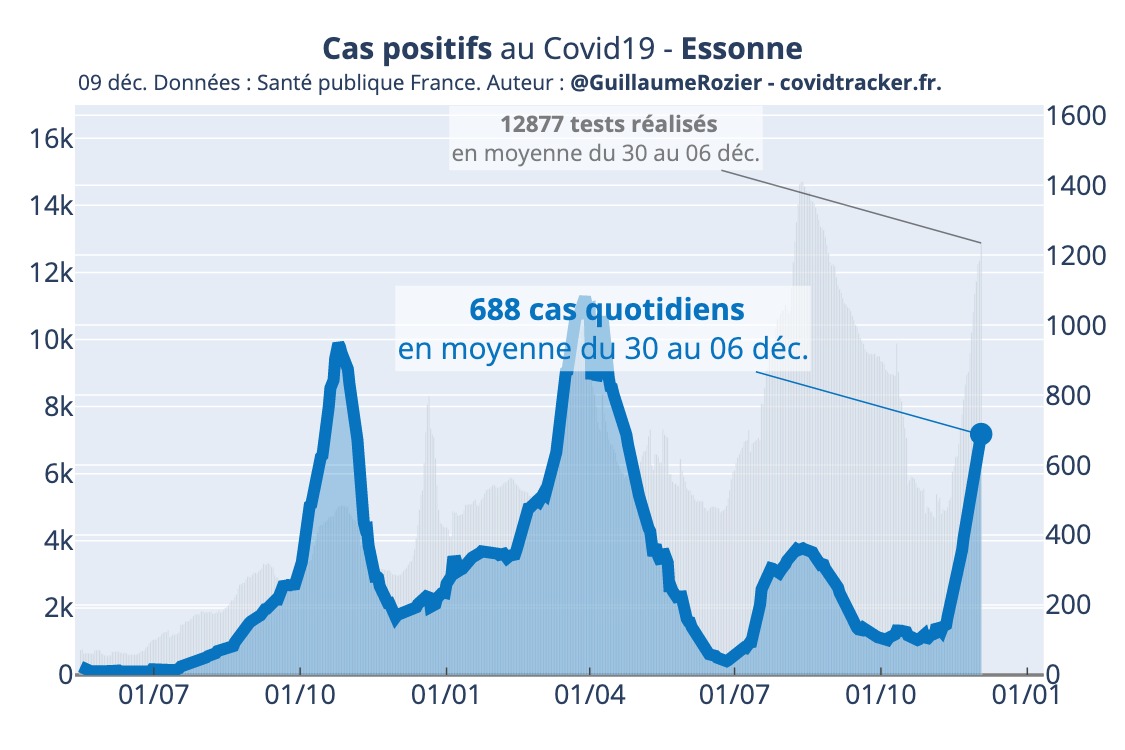 Cas positifs au Covid19 - Essonne
09 déc. Données : Santé publique France. Auteur : @GuillaumeRozier - covidtracker.fr.
12877 tests réalisés
en moyenne du 30 au 06 déc.
688 cas quotidiens
en moyenne du 30 au 06 déc.
16k
14k
12k
10k
8k
6k
4k
2k
0
1600
1400
1200
1000
800
600
400
200
0
01/07
01/10
01/01
01/04
01/07
01/10
01/01